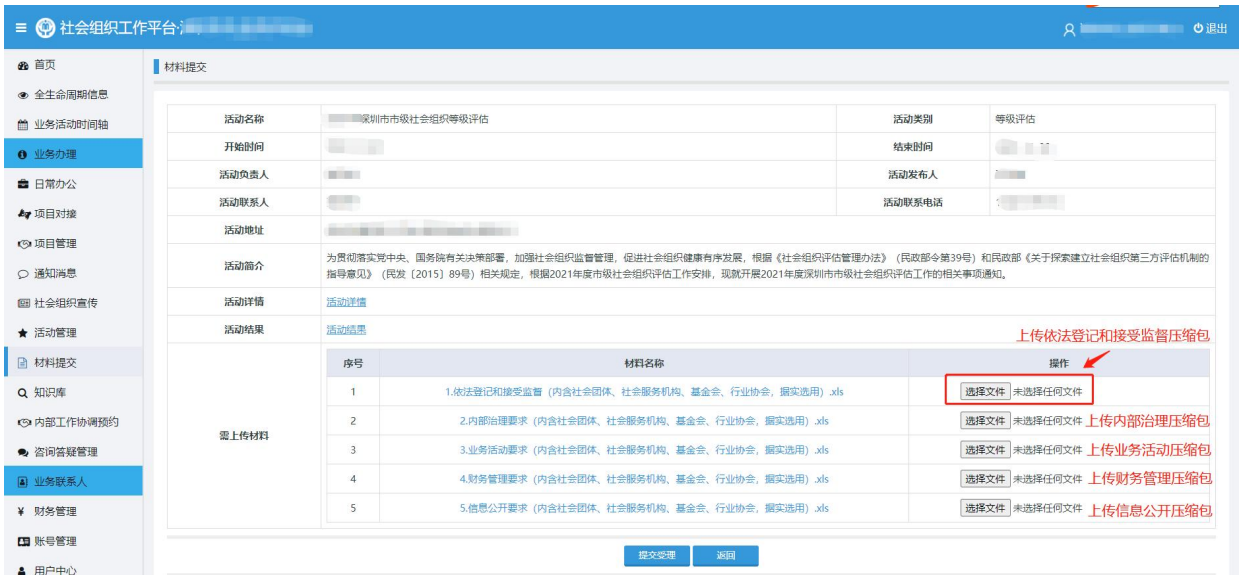 社会组织工作平台·
退出
首页
全生命周期信息
业务活动时间轴
业务办理
日常办公
项目对接
项目管理
通知消息
社会组织宣传
活动管理
材料提交
知识库
内部工作协调预约
咨询答疑管理
业务联系人
财务管理
账号管理
用户中心
材料提交
活动名称 深圳市市级社会组织等级评估 活动类别 等级评估
开始时间 结束时间
活动负责人 活动发布人
活动联系人 活动联系电话
活动地址
活动简介 为贯彻落实党中央、国务院有关决策部署，加强社会组织监督管理，促进社会组织健康有序发展，根据《社会组织评估管理办法》（民政部令第39号）和民政部《关于探索建立社会组织第三方评估机制的
指导意见》（民发〔2015〕89号）相关规定，根据2021年度市级社会组织评估工作安排，现就开展2021年度深圳市市级社会组织评估工作的相关事项通知。
活动详情 活动详情
活动结果 活动结果
上传依法登记和接受监督压缩包
需上传材料
序号 材料名称 操作
1 1.依法登记和接受监督（内含社会团体、社会服务机构、基金会、行业协会，据实选用）.xls 选择文件 未选择任何文件
2 2.内部治理要求（内含社会团体、社会服务机构、基金会、行业协会，据实选用）.xls 选择文件 未选择任何文件 上传内部治理压缩包
3 3.业务活动要求（内含社会团体、社会服务机构、基金会、行业协会，据实选用）.xls 选择文件 未选择任何文件 上传业务活动压缩包
4 4.财务管理要求（内含社会团体、社会服务机构、基金会、行业协会，据实选用）.xls 选择文件 未选择任何文件 上传财务管理压缩包
5 5.信息公开要求（内含社会团体、社会服务机构、基金会、行业协会，据实选用）.xls 选择文件 未选择任何文件 上传信息公开压缩包
提交受理 返回